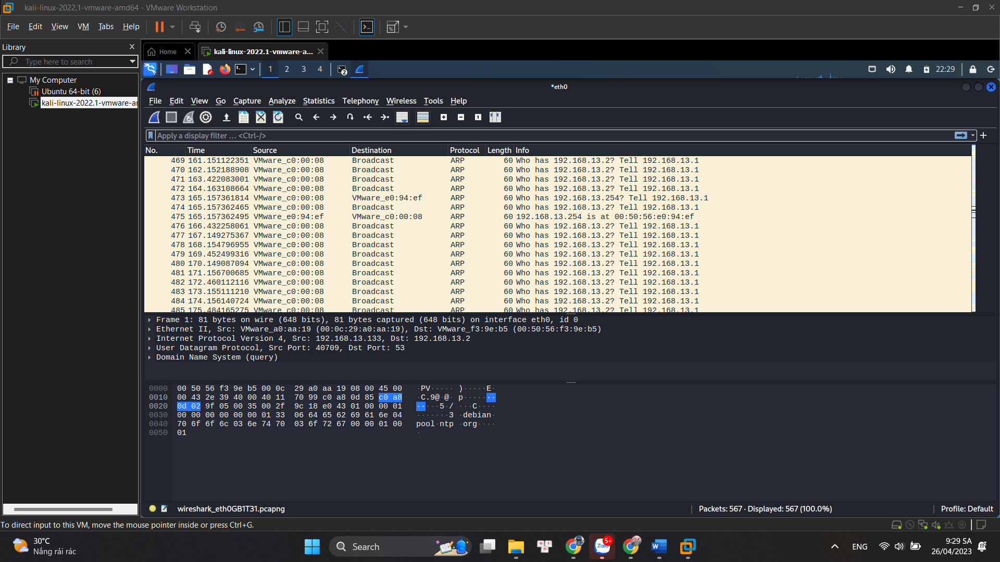 kali-linux-2022.1-vmware-amd64 - VMware Workstation
File Edit View VM Tabs Help
Library
Type here to search
My Computer
Ubuntu 64-bit (6)
kali-linux-2022.1-vmware-a
Home
kali-linux-2022.1-vmware-a...
1 2 3 4
2
22:29
*eth0
File Edit View Go Capture Analyze Statistics Telephony Wireless Tools Help
Apply a display filter … <Ctrl-/>
No. Time Source Destination Protocol Length Info
469 161.151122351 VMware_c0:00:08 Broadcast ARP 60 Who has 192.168.13.2? Tell 192.168.13.1
470 162.152188908 VMware_c0:00:08 Broadcast ARP 60 Who has 192.168.13.2? Tell 192.168.13.1
471 163.422083001 VMware_c0:00:08 Broadcast ARP 60 Who has 192.168.13.2? Tell 192.168.13.1
472 164.163108664 VMware_c0:00:08 Broadcast ARP 60 Who has 192.168.13.2? Tell 192.168.13.1
473 165.157361814 VMware_c0:00:08 VMware_e0:94:ef ARP 60 Who has 192.168.13.254? Tell 192.168.13.1
474 165.157362465 VMware_c0:00:08 Broadcast ARP 60 Who has 192.168.13.2? Tell 192.168.13.1
475 165.157362495 VMware_e0:94:ef VMware_c0:00:08 ARP 60 192.168.13.254 is at 00:50:56:e0:94:ef
476 166.432258061 VMware_c0:00:08 Broadcast ARP 60 Who has 192.168.13.2? Tell 192.168.13.1
477 167.149275367 VMware_c0:00:08 Broadcast ARP 60 Who has 192.168.13.2? Tell 192.168.13.1
478 168.154796955 VMware_c0:00:08 Broadcast ARP 60 Who has 192.168.13.2? Tell 192.168.13.1
479 169.452499316 VMware_c0:00:08 Broadcast ARP 60 Who has 192.168.13.2? Tell 192.168.13.1
480 170.149087094 VMware_c0:00:08 Broadcast ARP 60 Who has 192.168.13.2? Tell 192.168.13.1
481 171.156700685 VMware_c0:00:08 Broadcast ARP 60 Who has 192.168.13.2? Tell 192.168.13.1
482 172.460112116 VMware_c0:00:08 Broadcast ARP 60 Who has 192.168.13.2? Tell 192.168.13.1
483 173.155111210 VMware_c0:00:08 Broadcast ARP 60 Who has 192.168.13.2? Tell 192.168.13.1
484 174.156140724 VMware_c0:00:08 Broadcast ARP 60 Who has 192.168.13.2? Tell 192.168.13.1
485 175.484165275 VMware_c0:00:08 Broadcast ARP 60 Who has 192.168.13.2? Tell 192.168.13.1
Frame 1: 81 bytes on wire (648 bits), 81 bytes captured (648 bits) on interface eth0, id 0
Ethernet II, Src: VMware_a0:aa:19 (00:0c:29:a0:aa:19), Dst: VMware_f3:9e:b5 (00:50:56:f3:9e:b5)
Internet Protocol Version 4, Src: 192.168.13.133, Dst: 192.168.13.2
User Datagram Protocol, Src Port: 40709, Dst Port: 53
Domain Name System (query)
0000 00 50 56 f3 9e b5 00 0c 29 a0 aa 19 08 00 45 00 ·PV····· )·····E·
0010 00 43 2e 39 40 00 40 11 70 99 c0 a8 0d 85 c0 a8 ·C.9@·@· p·······
0020 0d 02 9f 05 00 35 00 2f 9c 18 e0 43 01 00 00 01 ·····5·/ ···C····
0030 00 00 00 00 00 00 01 33 06 64 65 62 69 61 6e 04 ·······3 ·debian·
0040 70 6f 6f 6c 03 6e 74 70 03 6f 72 67 00 00 01 00 pool·ntp ·org····
0050 01 ·
wireshark_eth0GB1T31.pcapng
Packets: 567 · Displayed: 567 (100.0%)
Profile: Default
To direct input to this VM, move the mouse pointer inside or press Ctrl+G.
30°C
Nắng rải rác
Search
Zalo
5+
W
ENG
9:29 SA
26/04/2023